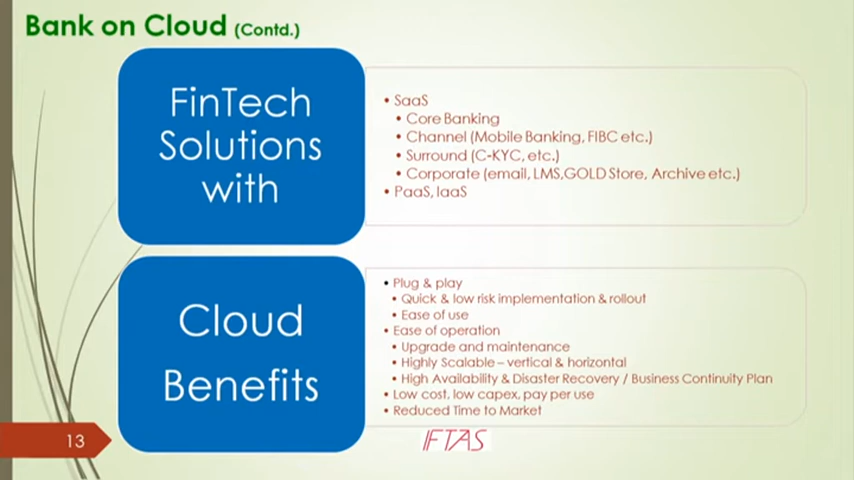 Bank on Cloud (Contd.)
FinTech
Solutions
with
• SaaS
• Core Banking
• Channel (Mobile Banking, FIBC etc.)
• Surround (C-KYC, etc.)
• Corporate (email, LMS,GOLD Store, Archive etc.)
• PaaS, IaaS
Cloud
Benefits
• Plug & play
• Quick & low risk implementation & rollout
• Ease of use
• Ease of operation
• Upgrade and maintenance
• Highly Scalable – vertical & horizontal
• High Availability & Disaster Recovery / Business Continuity Plan
• Low cost, low capex, pay per use
• Reduced Time to Market
13
IFTAS